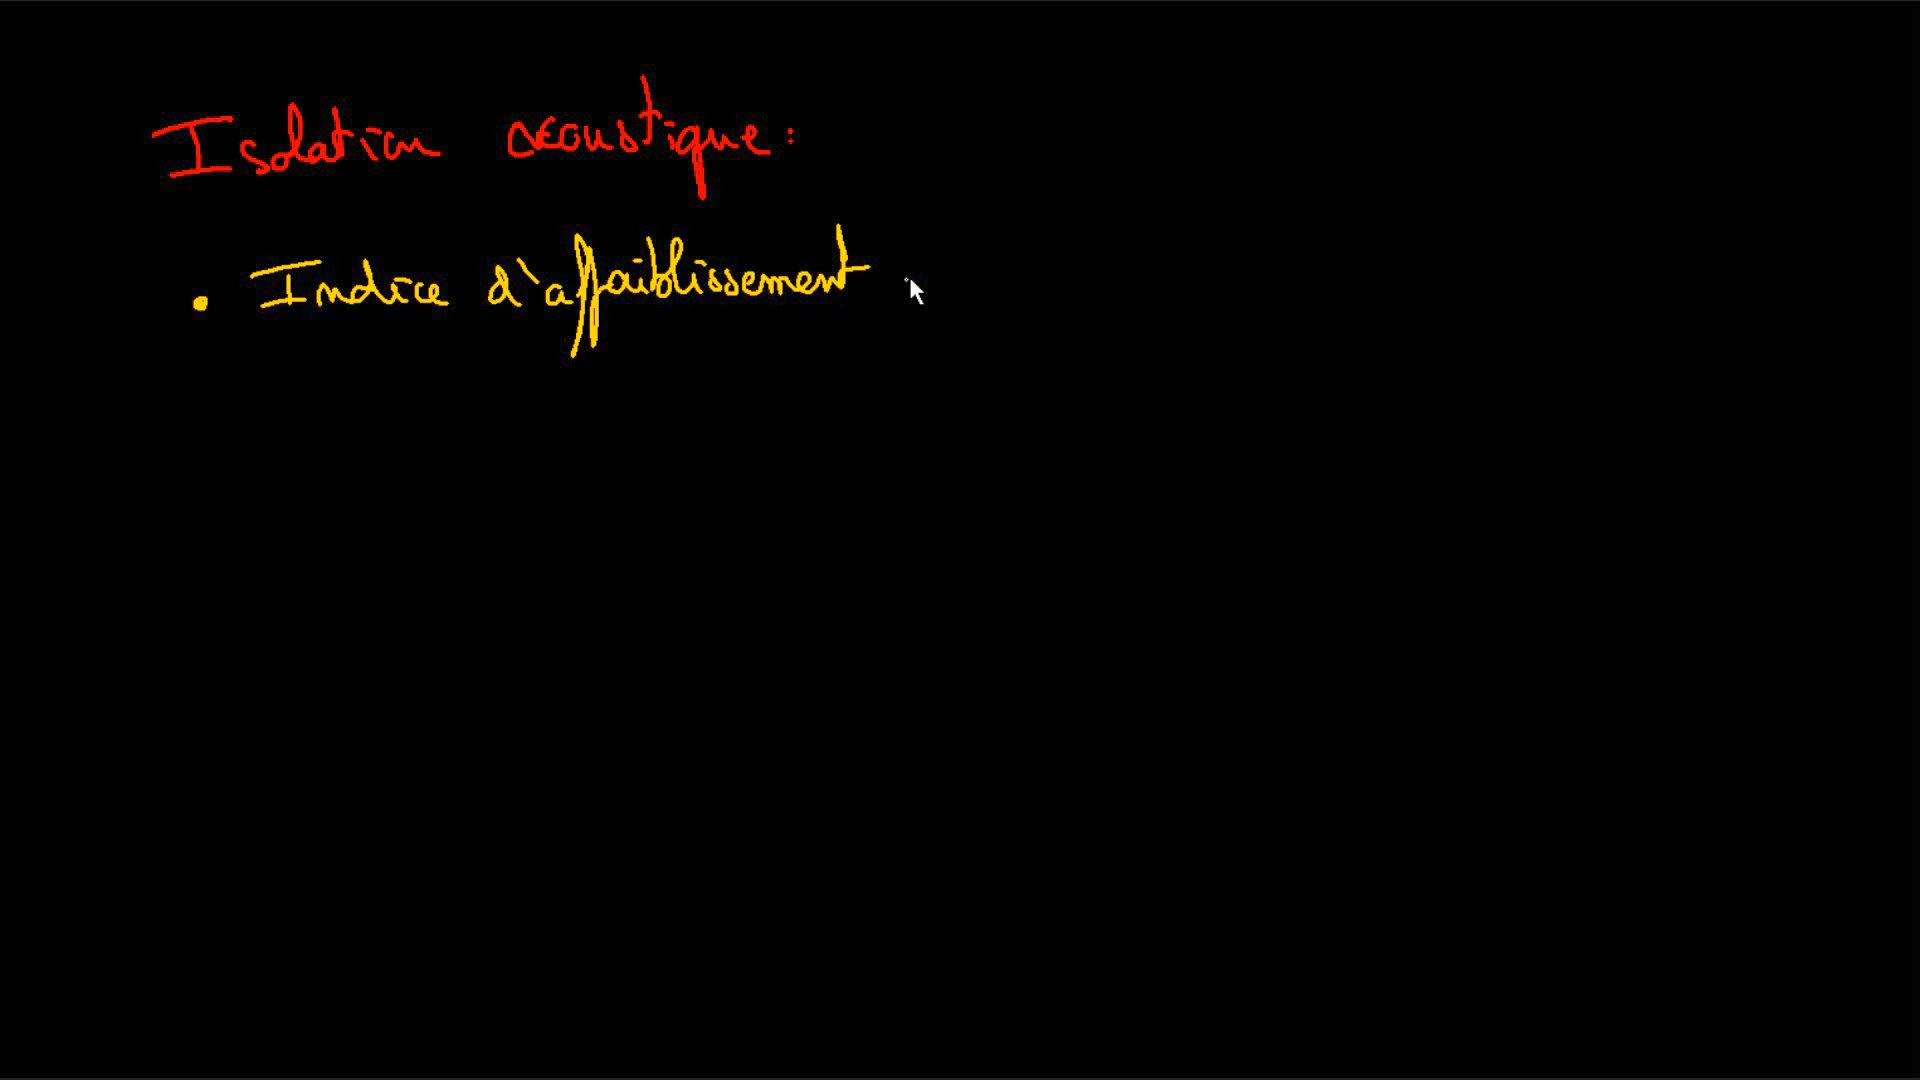 Isolation acoustique :
• Indice d'affaiblissement